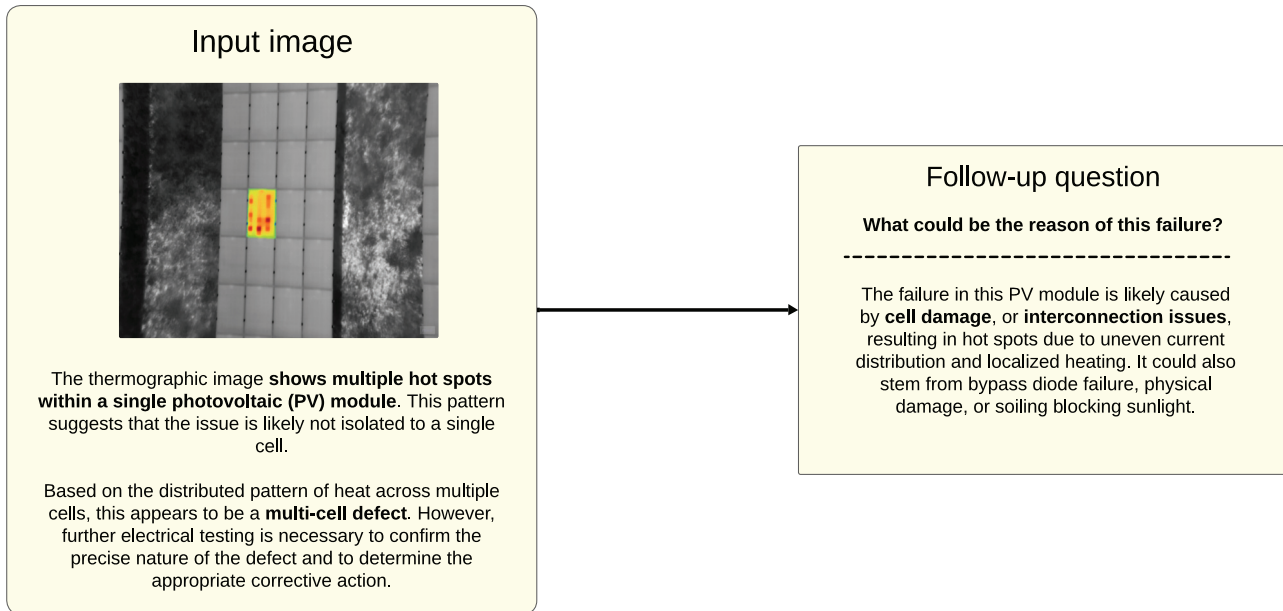 Input image
The thermographic image shows multiple hot spots
within a single photovoltaic (PV) module. This pattern
suggests that the issue is likely not isolated to a single
cell.
Based on the distributed pattern of heat across multiple
cells, this appears to be a multi-cell defect. However,
further electrical testing is necessary to confirm the
precise nature of the defect and to determine the
appropriate corrective action.
Follow-up question
What could be the reason of this failure?
The failure in this PV module is likely caused
by cell damage, or interconnection issues,
resulting in hot spots due to uneven current
distribution and localized heating. It could also
stem from bypass diode failure, physical
damage, or soiling blocking sunlight.